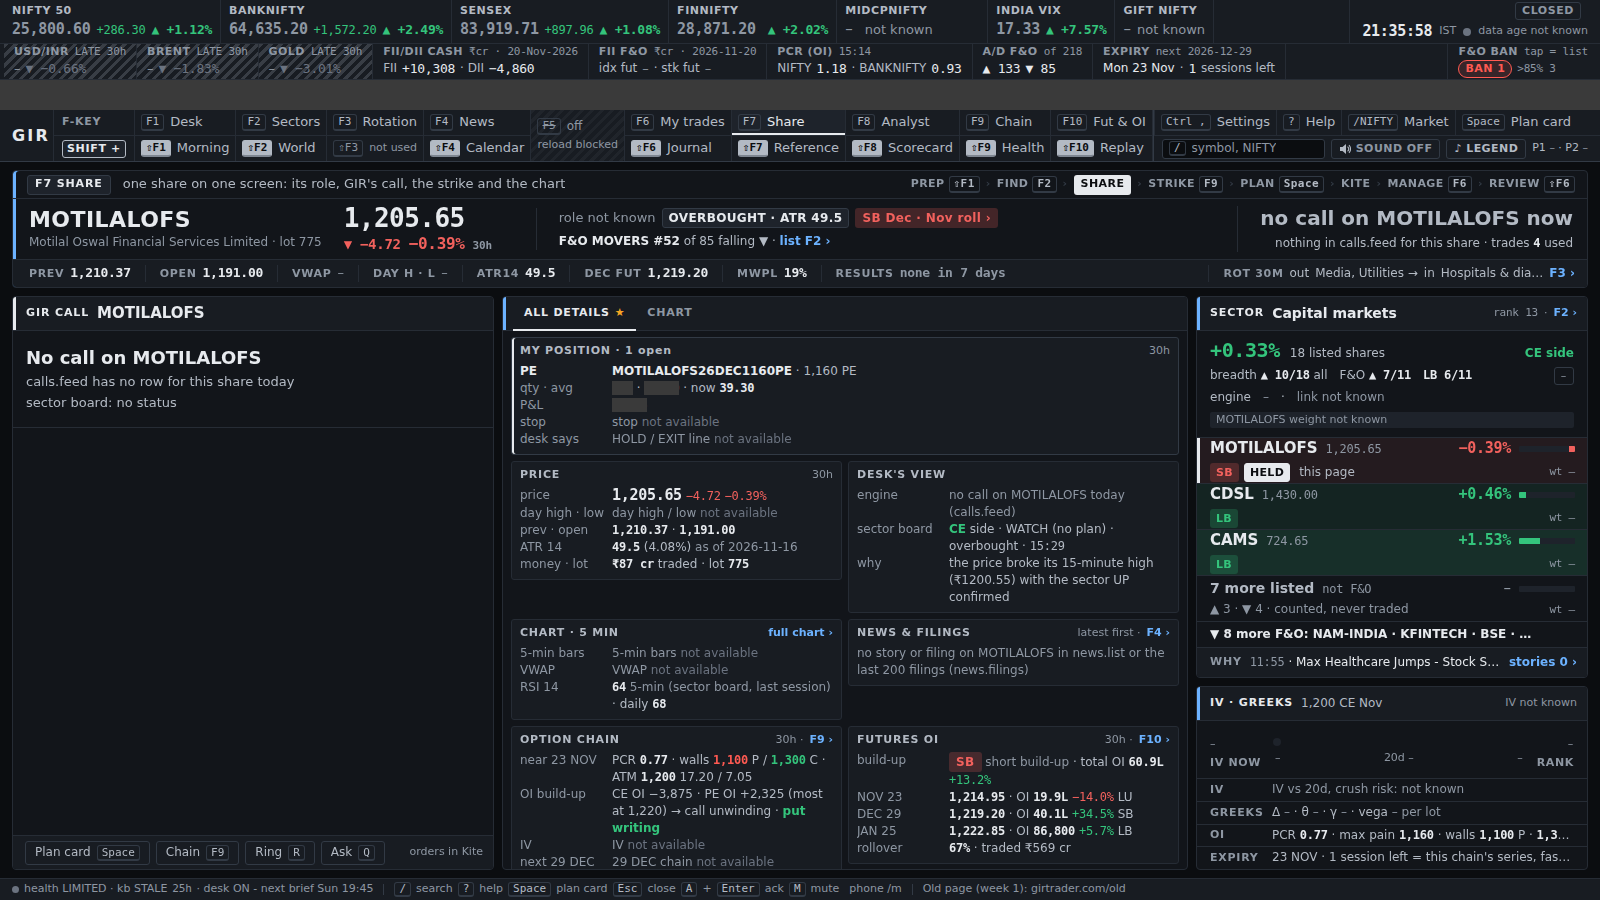 NIFTY 50 BANKNIFTY SENSEX FINNIFTY MIDCPNIFTY INDIA VIX GIFT NIFTY CLOSED
25,800.60 +286.30 ▲ +1.12% 64,635.20 +1,572.20 ▲ +2.49% 83,919.71 +897.96 ▲ +1.08% 28,871.20 ▲ +2.02% – not known 17.33 ▲ +7.57% – not known 21:35:58 IST data age not known
USD/INR LATE 30h BRENT LATE 30h GOLD LATE 30h FII/DII CASH ₹cr · 20-Nov-2026 FII F&O ₹cr · 2026-11-20 PCR (OI) 15:14 A/D F&O of 218 EXPIRY next 2026-12-29 F&O BAN tap = list
– ▼ −0.66% – ▼ −1.83% – ▼ −3.01% FII +10,308 · DII −4,860 idx fut – · stk fut – NIFTY 1.18 · BANKNIFTY 0.93 ▲ 133 ▼ 85 Mon 23 Nov · 1 sessions left BAN 1 >85% 3
GIR F-KEY F1 Desk F2 Sectors F3 Rotation F4 News F5 off F6 My trades F7 Share F8 Analyst F9 Chain F10 Fut & OI Ctrl , Settings ? Help /NIFTY Market Space Plan card
SHIFT + ⇧F1 Morning ⇧F2 World ⇧F3 not used ⇧F4 Calendar reload blocked ⇧F6 Journal ⇧F7 Reference ⇧F8 Scorecard ⇧F9 Health ⇧F10 Replay / symbol, NIFTY SOUND OFF ♪ LEGEND P1 – · P2 –
F7 SHARE one share on one screen: its role, GIR's call, the strike and the chart PREP ⇧F1 › FIND F2 › SHARE › STRIKE F9 › PLAN Space › KITE › MANAGE F6 › REVIEW ⇧F6
MOTILALOFS 1,205.65 role not known OVERBOUGHT · ATR 49.5 SB Dec · Nov roll › no call on MOTILALOFS now
Motilal Oswal Financial Services Limited · lot 775 ▼ −4.72 −0.39% 30h F&O MOVERS #52 of 85 falling ▼ · list F2 › nothing in calls.feed for this share · trades 4 used
PREV 1,210.37 OPEN 1,191.00 VWAP – DAY H · L – ATR14 49.5 DEC FUT 1,219.20 MWPL 19% RESULTS none in 7 days ROT 30M out Media, Utilities → in Hospitals & dia… F3 ›
GIR CALL MOTILALOFS
No call on MOTILALOFS
calls.feed has no row for this share today
sector board: no status
Plan card Space Chain F9 Ring R Ask Q orders in Kite
ALL DETAILS ★ CHART
MY POSITION · 1 open 30h
PE MOTILALOFS26DEC1160PE · 1,160 PE
qty · avg · · now 39.30
P&L
stop stop not available
desk says HOLD / EXIT line not available
PRICE 30h
price 1,205.65 −4.72 −0.39%
day high · low day high / low not available
prev · open 1,210.37 · 1,191.00
ATR 14 49.5 (4.08%) as of 2026-11-16
money · lot ₹87 cr traded · lot 775
DESK'S VIEW
engine no call on MOTILALOFS today
(calls.feed)
sector board CE side · WATCH (no plan) ·
overbought · 15:29
why the price broke its 15-minute high
(₹1200.55) with the sector UP
confirmed
CHART · 5 MIN full chart ›
5-min bars 5-min bars not available
VWAP VWAP not available
RSI 14 64 5-min (sector board, last session)
· daily 68
NEWS & FILINGS latest first · F4 ›
no story or filing on MOTILALOFS in news.list or the
last 200 filings (news.filings)
OPTION CHAIN 30h · F9 ›
near 23 NOV PCR 0.77 · walls 1,100 P / 1,300 C ·
ATM 1,200 17.20 / 7.05
OI build-up CE OI −3,875 · PE OI +2,325 (most
at 1,220) → call unwinding · put
writing
IV IV not available
next 29 DEC 29 DEC chain not available
FUTURES OI 30h · F10 ›
build-up SB short build-up · total OI 60.9L
+13.2%
NOV 23 1,214.95 · OI 19.9L −14.0% LU
DEC 29 1,219.20 · OI 40.1L +34.5% SB
JAN 25 1,222.85 · OI 86,800 +5.7% LB
rollover 67% · traded ₹569 cr
SECTOR Capital markets rank 13 · F2 ›
+0.33% 18 listed shares CE side
breadth ▲ 10/18 all F&O ▲ 7/11 LB 6/11 –
engine – · link not known
MOTILALOFS weight not known
MOTILALOFS 1,205.65 −0.39%
SB HELD this page wt –
CDSL 1,430.00 +0.46%
LB wt –
CAMS 724.65 +1.53%
LB wt –
7 more listed not F&O –
▲ 3 · ▼ 4 · counted, never traded wt –
▼ 8 more F&O: NAM-INDIA · KFINTECH · BSE · …
WHY 11:55 · Max Healthcare Jumps - Stock S… stories 0 ›
IV · GREEKS 1,200 CE Nov IV not known
– –
IV NOW – 20d – – RANK
IV IV vs 20d, crush risk: not known
GREEKS Δ – · θ – · γ – · vega – per lot
OI PCR 0.77 · max pain 1,160 · walls 1,100 P · 1,3…
EXPIRY 23 NOV · 1 session left = this chain's series, fas…
health LIMITED · kb STALE 25h · desk ON - next brief Sun 19:45 / search ? help Space plan card Esc close A + Enter ack M mute phone /m Old page (week 1): girtrader.com/old